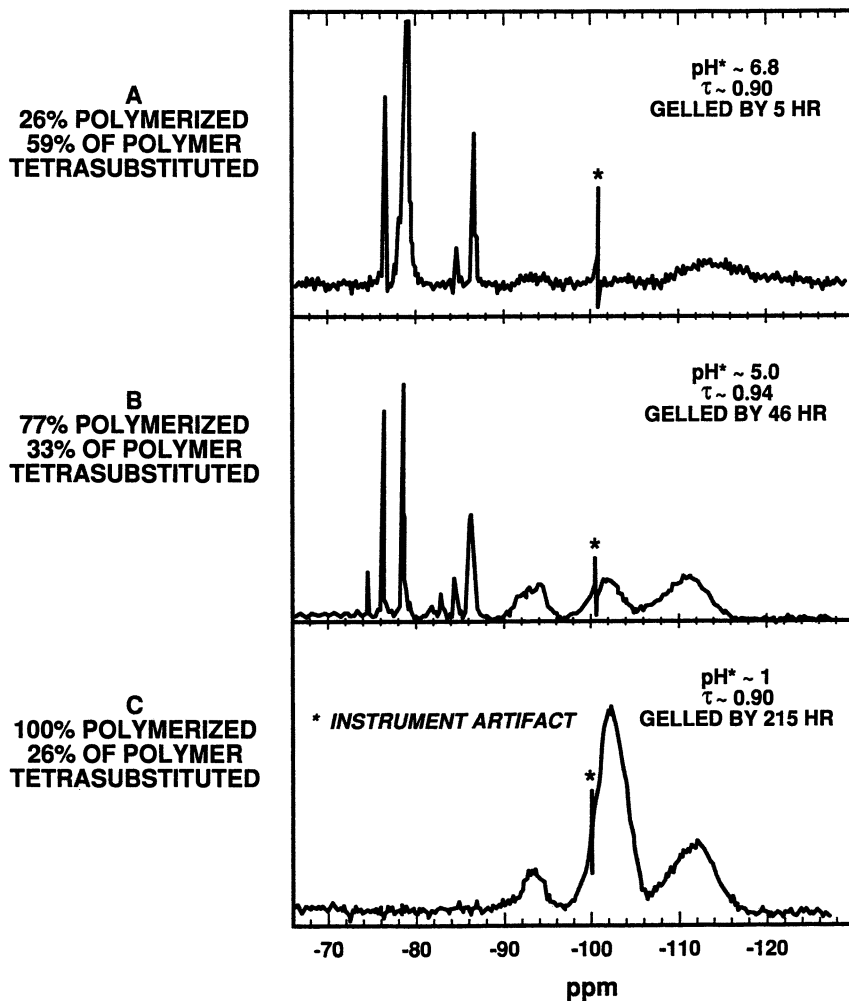 A
26% POLYMERIZED
59% OF POLYMER
TETRASUBSTITUTED
pH* ~ 6.8
τ ~ 0.90
GELLED BY 5 HR
*
B
77% POLYMERIZED
33% OF POLYMER
TETRASUBSTITUTED
pH* ~ 5.0
τ ~ 0.94
GELLED BY 46 HR
*
C
100% POLYMERIZED
26% OF POLYMER
TETRASUBSTITUTED
* INSTRUMENT ARTIFACT
pH* ~ 1
τ ~ 0.90
GELLED BY 215 HR
*
-70 -80 -90 -100 -110 -120
ppm